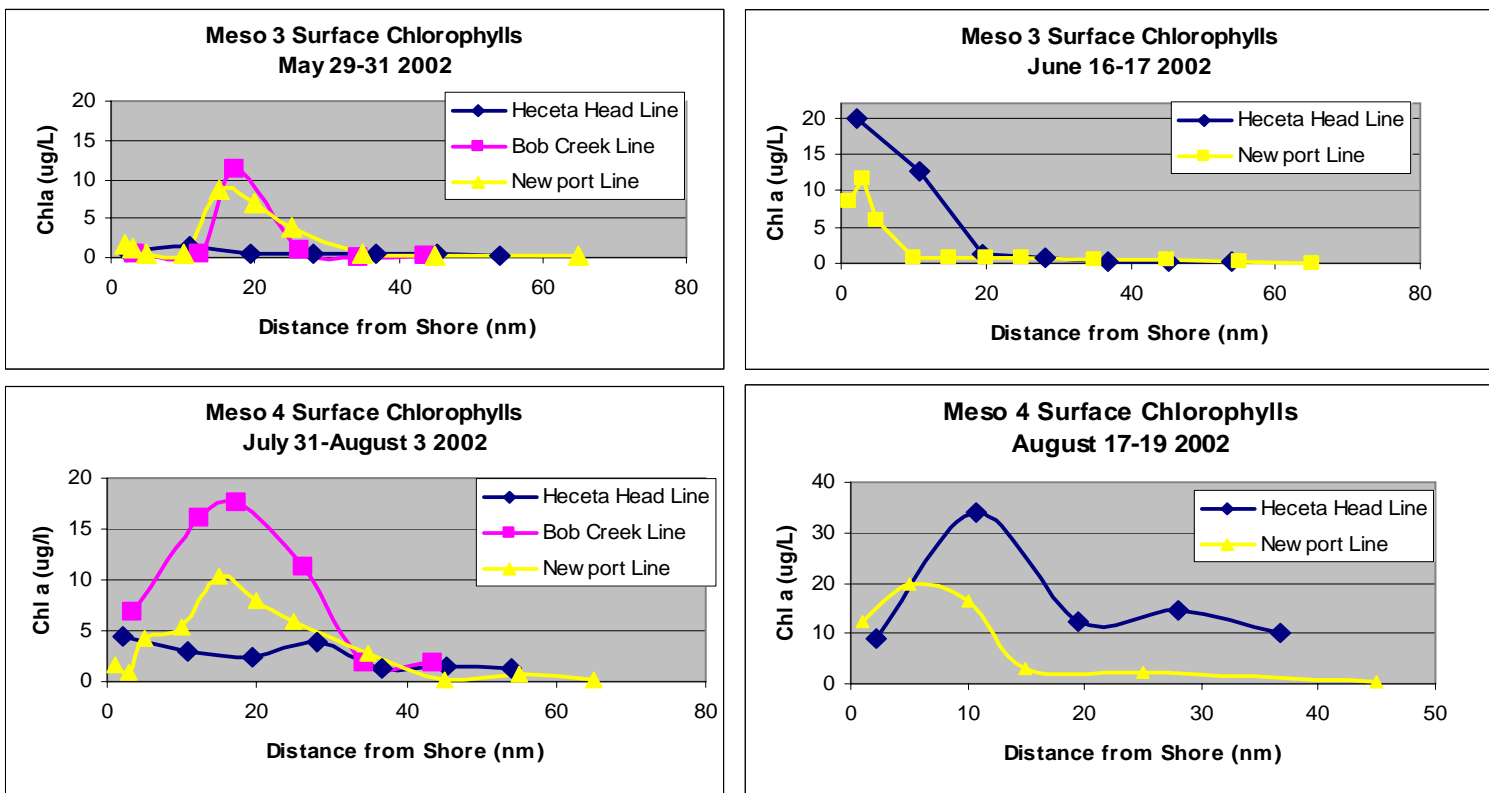 Meso 3 Surface Chlorophylls
May 29-31 2002
20
15
10
5
0
Chla (ug/L)
Heceta Head Line
Bob Creek Line
New port Line
0 20 40 60 80
Distance from Shore (nm)
Meso 3 Surface Chlorophylls
June 16-17 2002
20
15
10
5
0
Chl a (ug/L)
Heceta Head Line
New port Line
0 20 40 60 80
Distance from Shore (nm)
Meso 4 Surface Chlorophylls
July 31-August 3 2002
20
15
10
5
0
Chl a (ug/l)
Heceta Head Line
Bob Creek Line
New port Line
0 20 40 60 80
Distance from Shore (nm)
Meso 4 Surface Chlorophylls
August 17-19 2002
40
30
20
10
0
Chl a (ug/L)
Heceta Head Line
New port Line
0 10 20 30 40 50
Distance from Shore (nm)